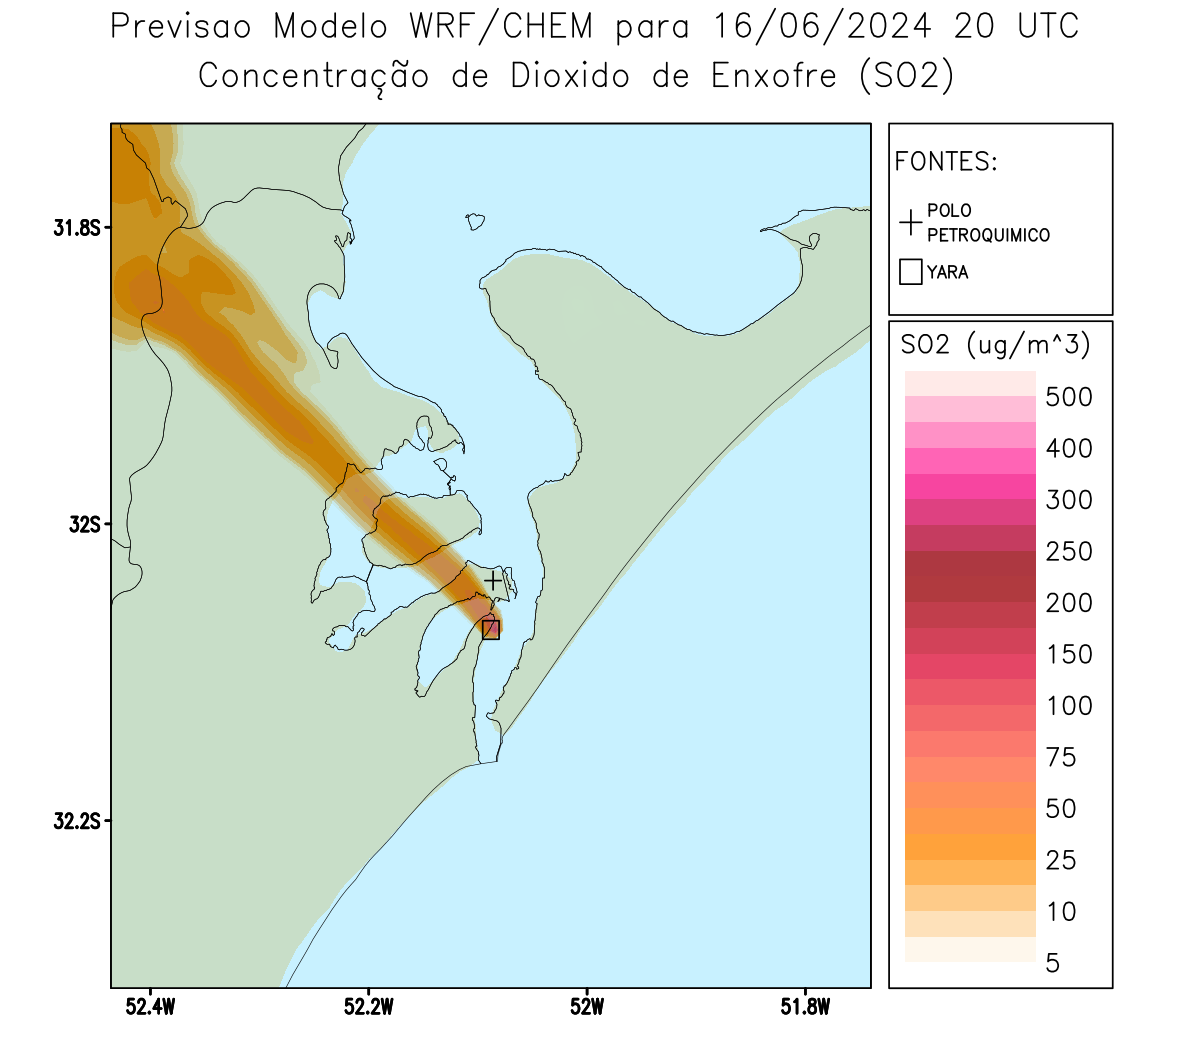 Previsao Modelo WRF/CHEM para 16/06/2024 20 UTC
Concentração de Dioxido de Enxofre (SO2)
FONTES:
POLO
PETROQUIMICO
YARA
31.8S
32S
32.2S
52.4W
52.2W
52W
51.8W
SO2 (ug/m^3)
500
400
300
250
200
150
100
75
50
25
10
5